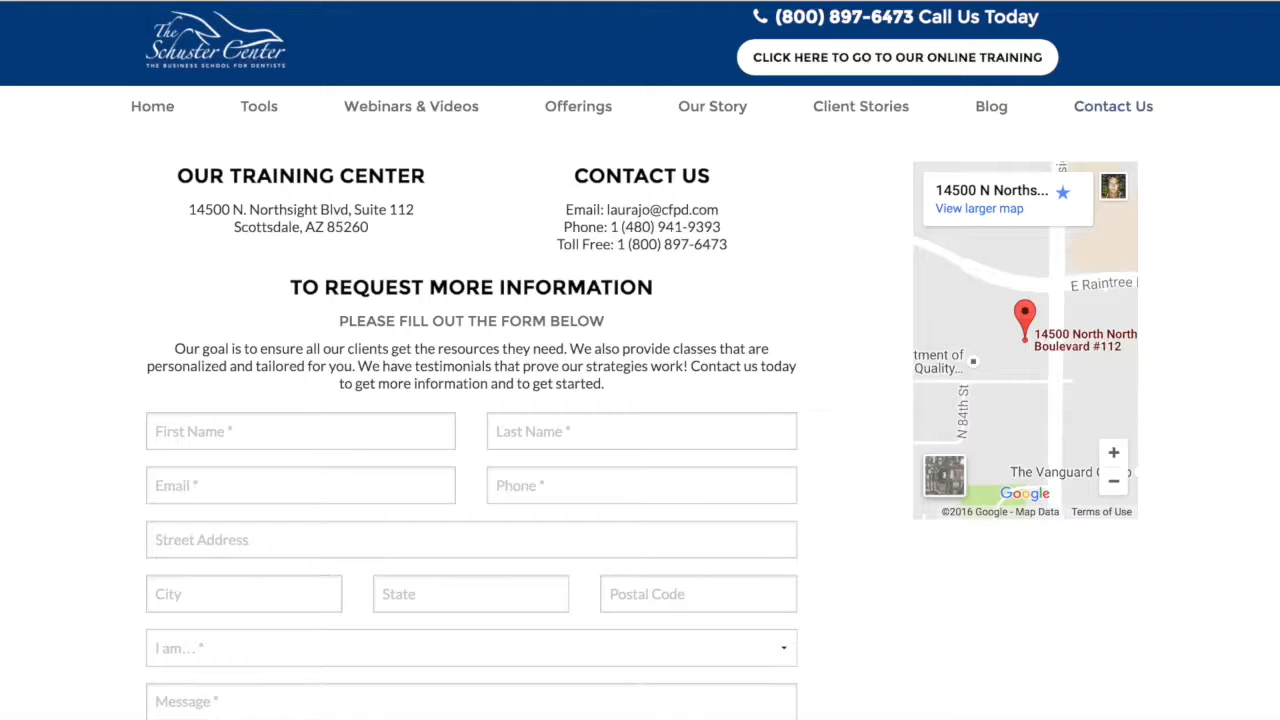 The
Schuster Center
THE BUSINESS SCHOOL FOR DENTISTS
(800) 897-6473 Call Us Today
CLICK HERE TO GO TO OUR ONLINE TRAINING
Home Tools Webinars & Videos Offerings Our Story Client Stories Blog Contact Us
OUR TRAINING CENTER
14500 N. Northsight Blvd, Suite 112
Scottsdale, AZ 85260
CONTACT US
Email: laurajo@cfpd.com
Phone: 1 (480) 941-9393
Toll Free: 1 (800) 897-6473
TO REQUEST MORE INFORMATION
PLEASE FILL OUT THE FORM BELOW
Our goal is to ensure all our clients get the resources they need. We also provide classes that are
personalized and tailored for you. We have testimonials that prove our strategies work! Contact us today
to get more information and to get started.
First Name *
Last Name *
Email *
Phone *
Street Address
City
State
Postal Code
I am... *
Message *
14500 N Norths...
View larger map
E Raintree
14500 North North
Boulevard #112
tment of
Quality...
N 84th St
The Vanguard
+
−
Google
©2016 Google - Map Data Terms of Use